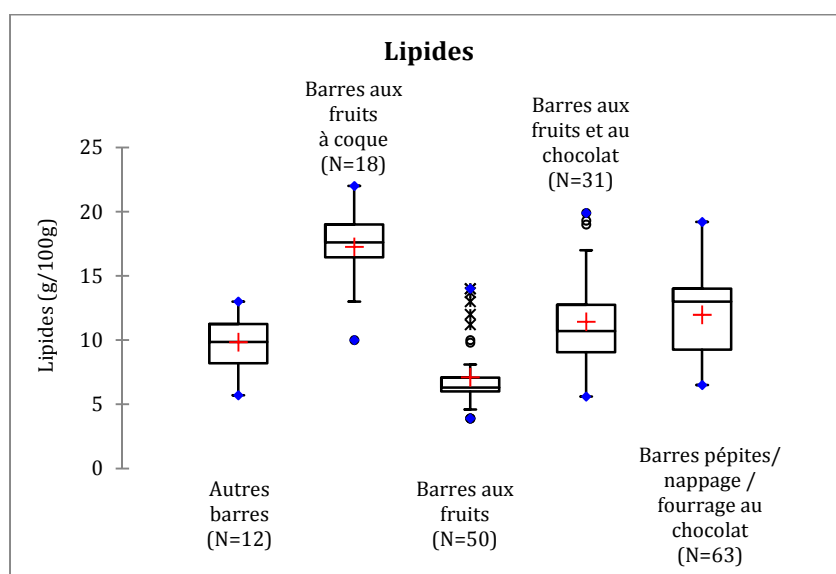 Lipides
Barres aux
fruits
à coque
(N=18)
Barres aux
fruits et au
chocolat
(N=31)
Lipides (g/100g)
25
20
15
10
5
0
Autres
barres
(N=12)
Barres aux
fruits
(N=50)
Barres pépites/
nappage /
fourrage au
chocolat
(N=63)